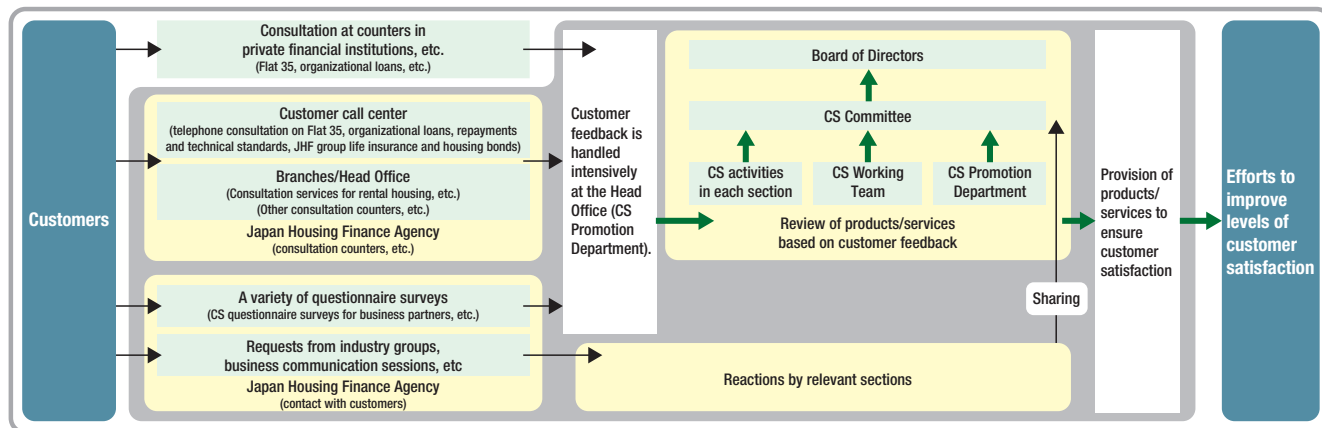 Customers
Consultation at counters in
private financial institutions, etc.
(Flat 35, organizational loans, etc.)
Customer call center
(telephone consultation on Flat 35, organizational loans, repayments
and technical standards, JHF group life insurance and housing bonds)
Branches/Head Office
(Consultation services for rental housing, etc.)
(Other consultation counters, etc.)
Japan Housing Finance Agency
(consultation counters, etc.)
A variety of questionnaire surveys
(CS questionnaire surveys for business partners, etc.)
Requests from industry groups,
business communication sessions, etc
Japan Housing Finance Agency
(contact with customers)
Customer
feedback is
handled
intensively
at the Head
Office (CS
Promotion
Department).
Board of Directors
CS Committee
CS activities
in each section
CS Working
Team
CS Promotion
Department
Review of products/services
based on customer feedback
Sharing
Reactions by relevant sections
Provision of
products/
services to
ensure
customer
satisfaction
Efforts to
improve
levels of
customer
satisfaction